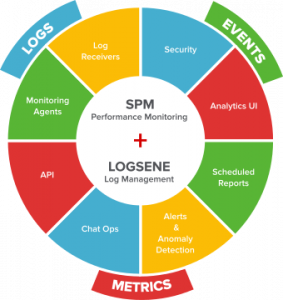 LOGS
EVENTS
Log
Receivers
Security
Monitoring
Agents
Analytics UI
SPM
Performance Monitoring
+
LOGSENE
Log Management
API
Scheduled
Reports
Chat Ops
Alerts
&
Anomaly
Detection
METRICS